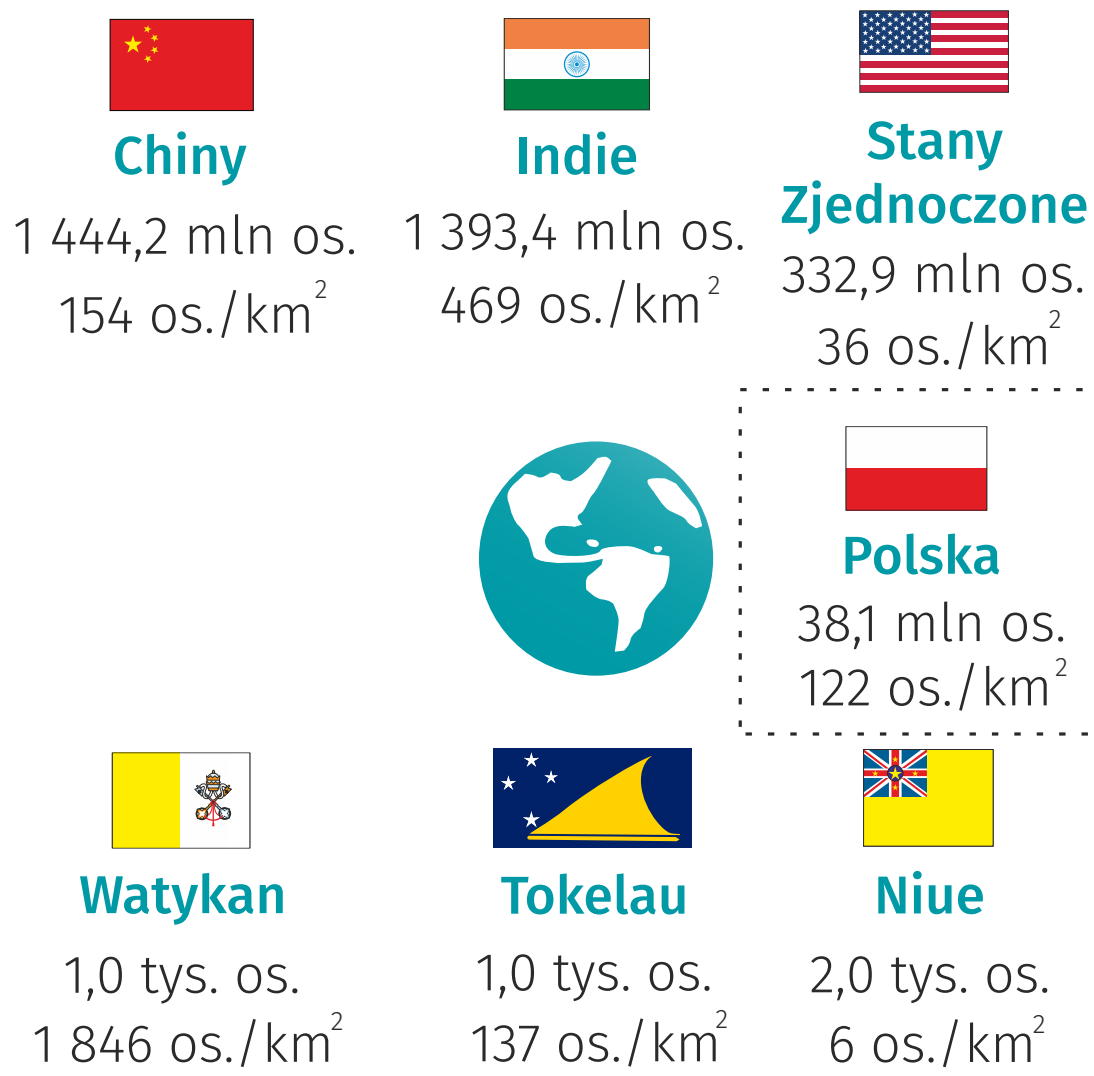 Chiny
1 444,2 mln os.
154 os./km²
Indie
1 393,4 mln os.
469 os./km²
Stany
Zjednoczone
332,9 mln os.
36 os./km²
Polska
38,1 mln os.
122 os./km²
Watykan
1,0 tys. os.
1 846 os./km²
Tokelau
1,0 tys. os.
137 os./km²
Niue
2,0 tys. os.
6 os./km²